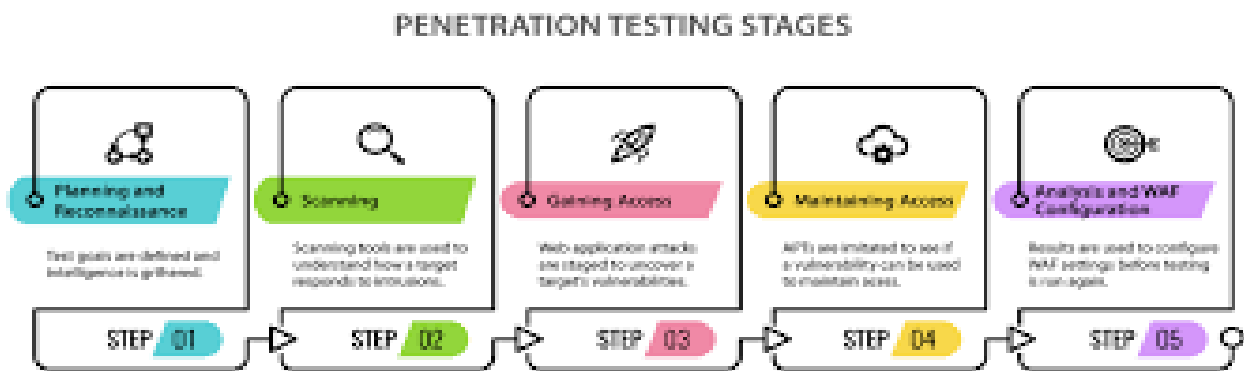 PENETRATION TESTING STAGES
Planning and
Reconnaissance
Test goals are defined and
intelligence is gathered.
STEP 01
Scanning
Scanning tools are used to
understand how a target
responds to intrusions.
STEP 02
Gaining Access
Web application attacks
are staged to uncover a
target's vulnerabilities.
STEP 03
Maintaining Access
APTs are imitated to see if
a vulnerability can be used
to maintain
STEP 04
Analysis and WAF
Configuration
Results are used to configure
WAF settings before testing
is run again.
STEP 05